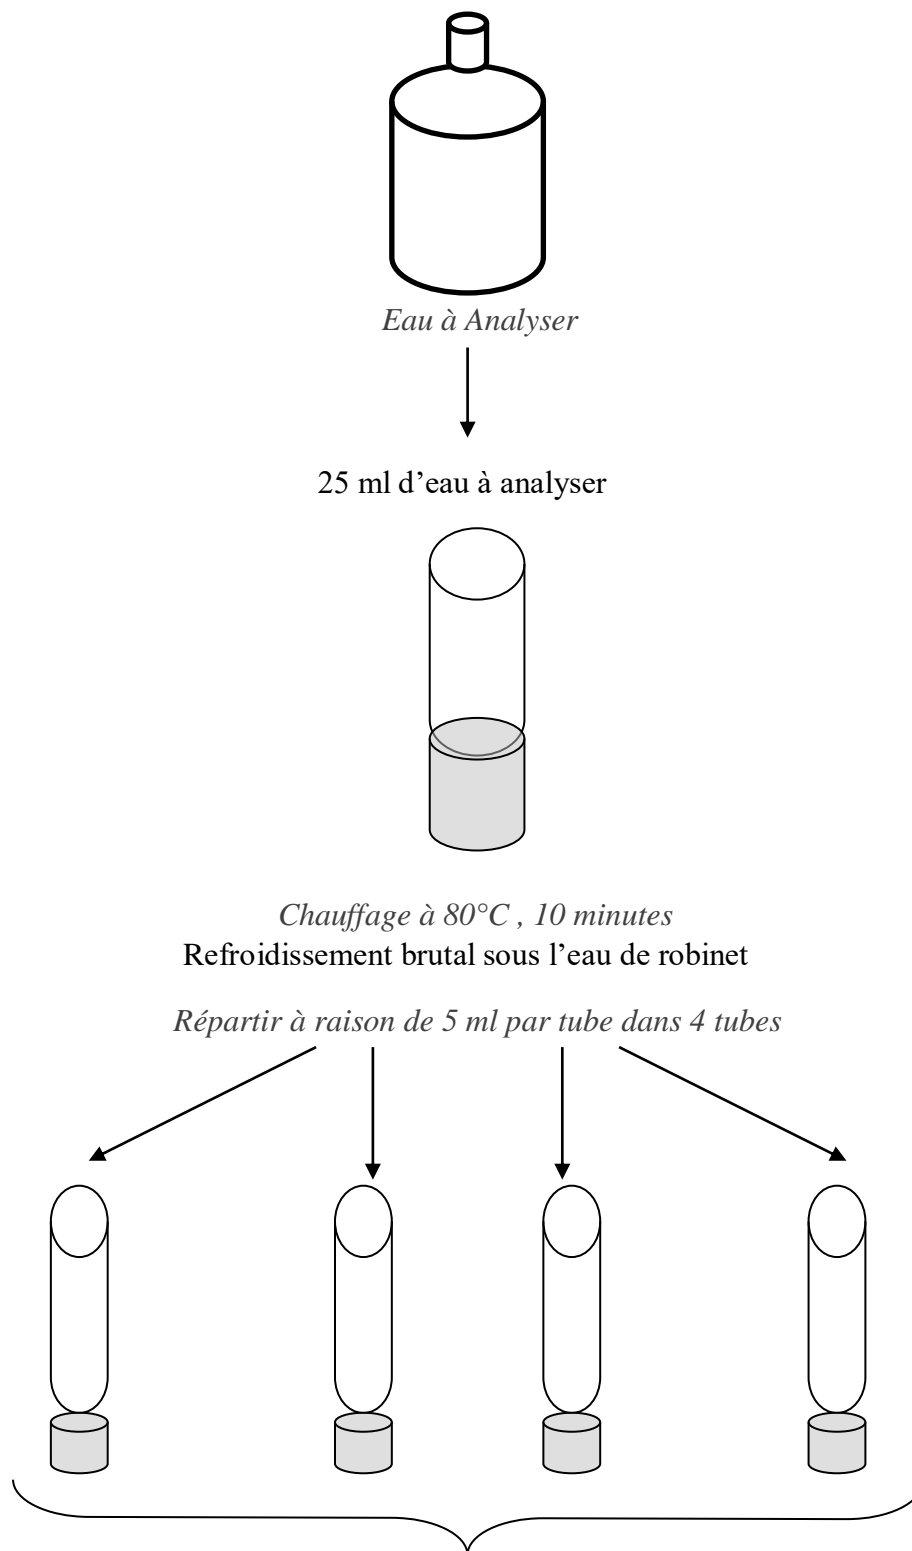 Eau à Analyser
25 ml d’eau à analyser
Chauffage à 80°C , 10 minutes
Refroidissement brutal sous l’eau de robinet
Répartir à raison de 5 ml par tube dans 4 tubes